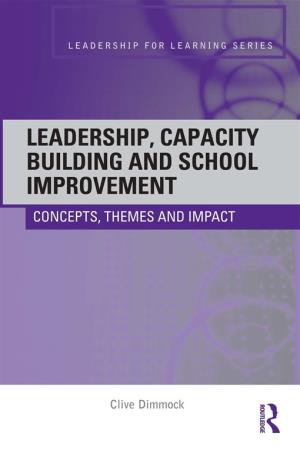 LEADERSHIP FOR LEARNING SERIES
LEADERSHIP, CAPACITY
BUILDING AND SCHOOL
IMPROVEMENT
CONCEPTS, THEMES AND IMPACT
Clive Dimmock
ROUTLEDGE